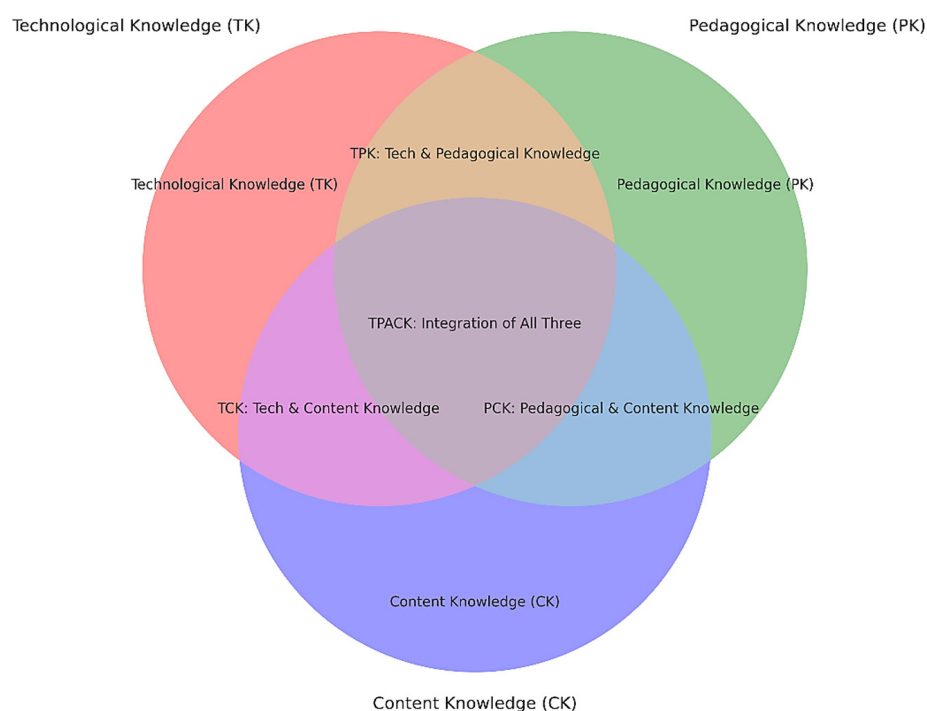 Technological Knowledge (TK)
Pedagogical Knowledge (PK)
TPK: Tech & Pedagogical Knowledge
Technological Knowledge (TK)
Pedagogical Knowledge (PK)
TPACK: Integration of All Three
TCK: Tech & Content Knowledge
PCK: Pedagogical & Content Knowledge
Content Knowledge (CK)
Content Knowledge (CK)